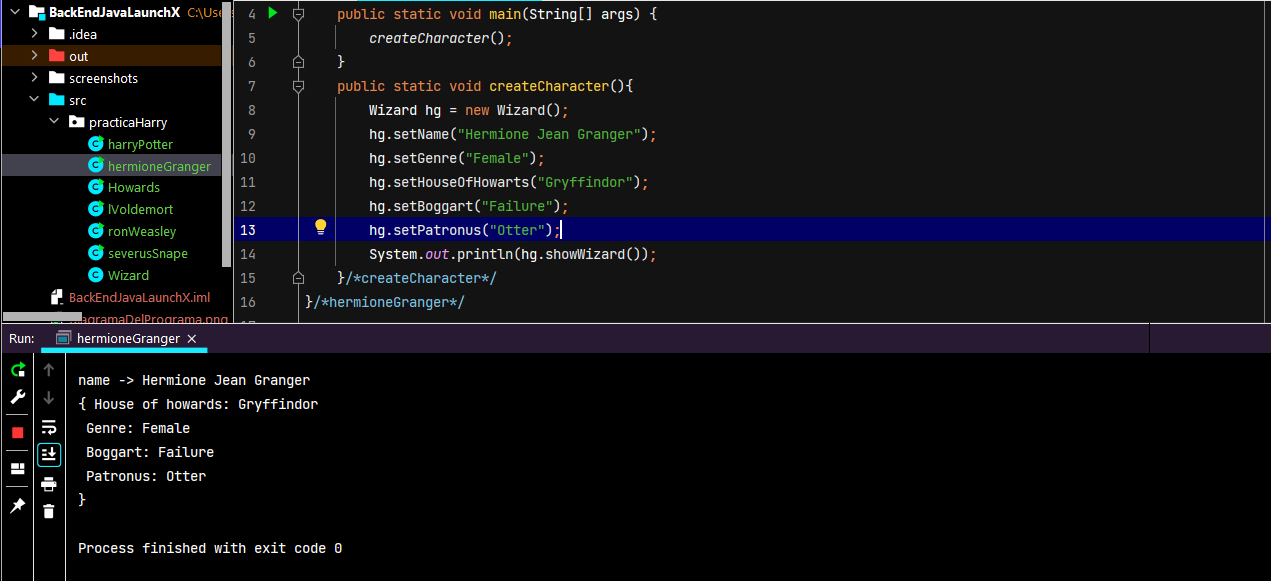 BackEndJavaLaunchX C:\Use
.idea
out
screenshots
src
practicaHarry
harryPotter
hermioneGranger
Howards
lVoldemort
ronWeasley
severusSnape
Wizard
BackEndJavaLaunchX.iml
diagramaDelPrograma.png
4 public static void main(String[] args) {
5 createCharacter();
6 }
7 public static void createCharacter(){
8 Wizard hg = new Wizard();
9 hg.setName("Hermione Jean Granger");
10 hg.setGenre("Female");
11 hg.setHouseOfHowarts("Gryffindor");
12 hg.setBoggart("Failure");
13 hg.setPatronus("Otter");
14 System.out.println(hg.showWizard());
15 }/*createCharacter*/
16 }/*hermioneGranger*/
Run: hermioneGranger
name -> Hermione Jean Granger
{ House of howards: Gryffindor
Genre: Female
Boggart: Failure
Patronus: Otter
}
Process finished with exit code 0